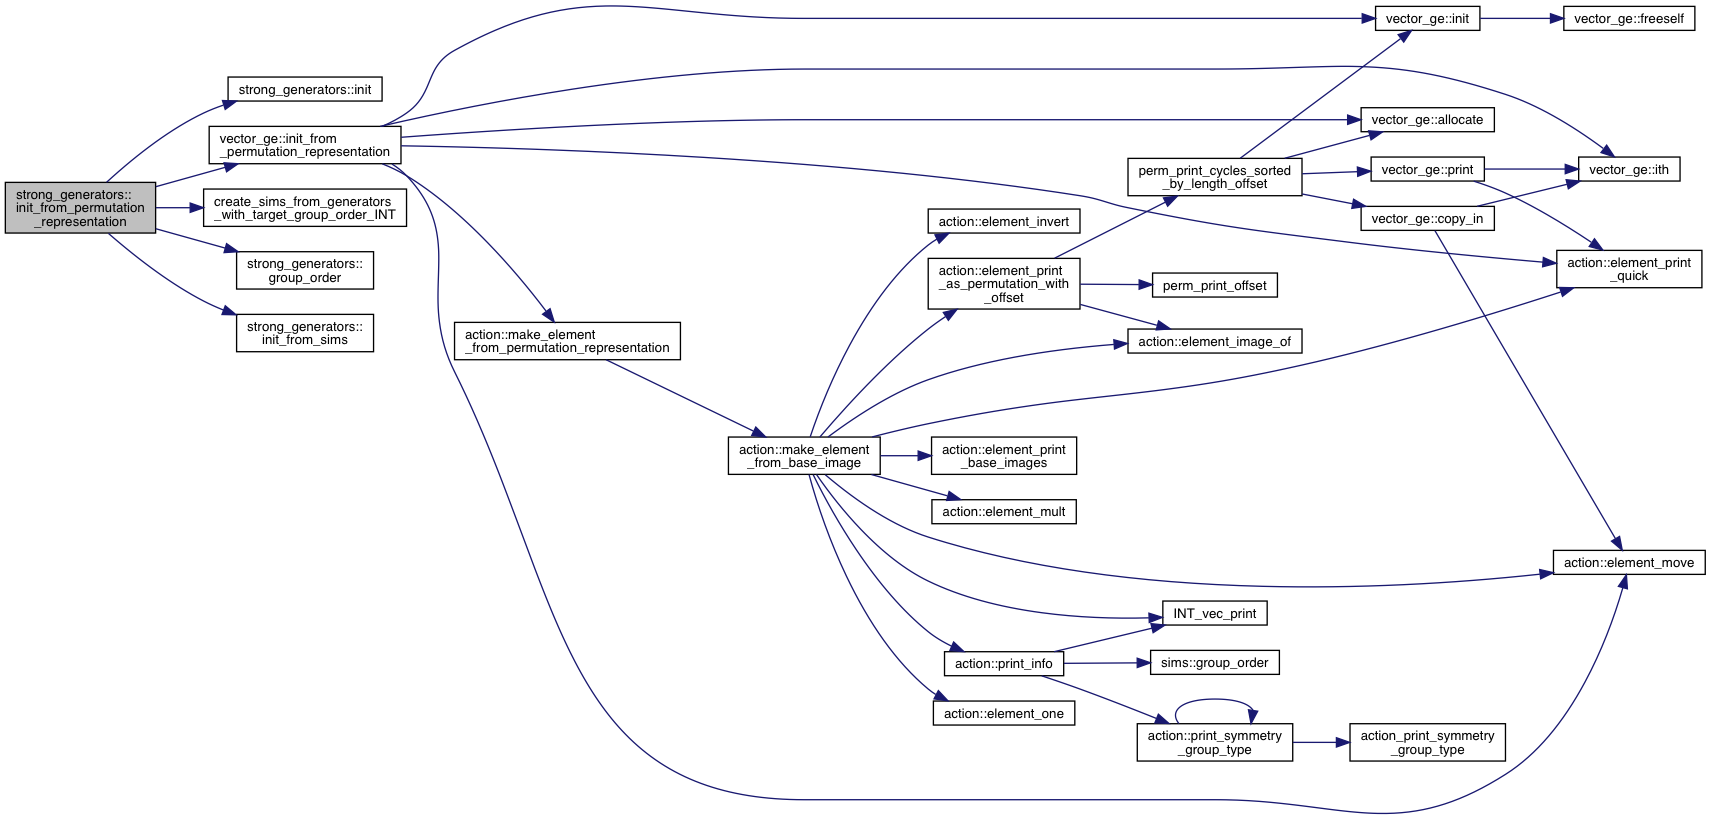 strong_generators::
init_from_permutation
_representation
strong_generators::init
vector_ge::init_from
_permutation_representation
create_sims_from_generators
_with_target_group_order_INT
strong_generators::
group_order
strong_generators::
init_from_sims
action::make_element
_from_permutation_representation
action::make_element
_from_base_image
action::element_invert
action::element_print
_as_permutation_with
_offset
action::element_print
_base_images
action::element_mult
action::print_info
action::element_one
perm_print_cycles_sorted
_by_length_offset
perm_print_offset
action::element_image_of
INT_vec_print
sims::group_order
action::print_symmetry
_group_type
vector_ge::init
vector_ge::allocate
vector_ge::print
vector_ge::copy_in
action_print_symmetry
_group_type
vector_ge::freeself
vector_ge::ith
action::element_print
_quick
action::element_move